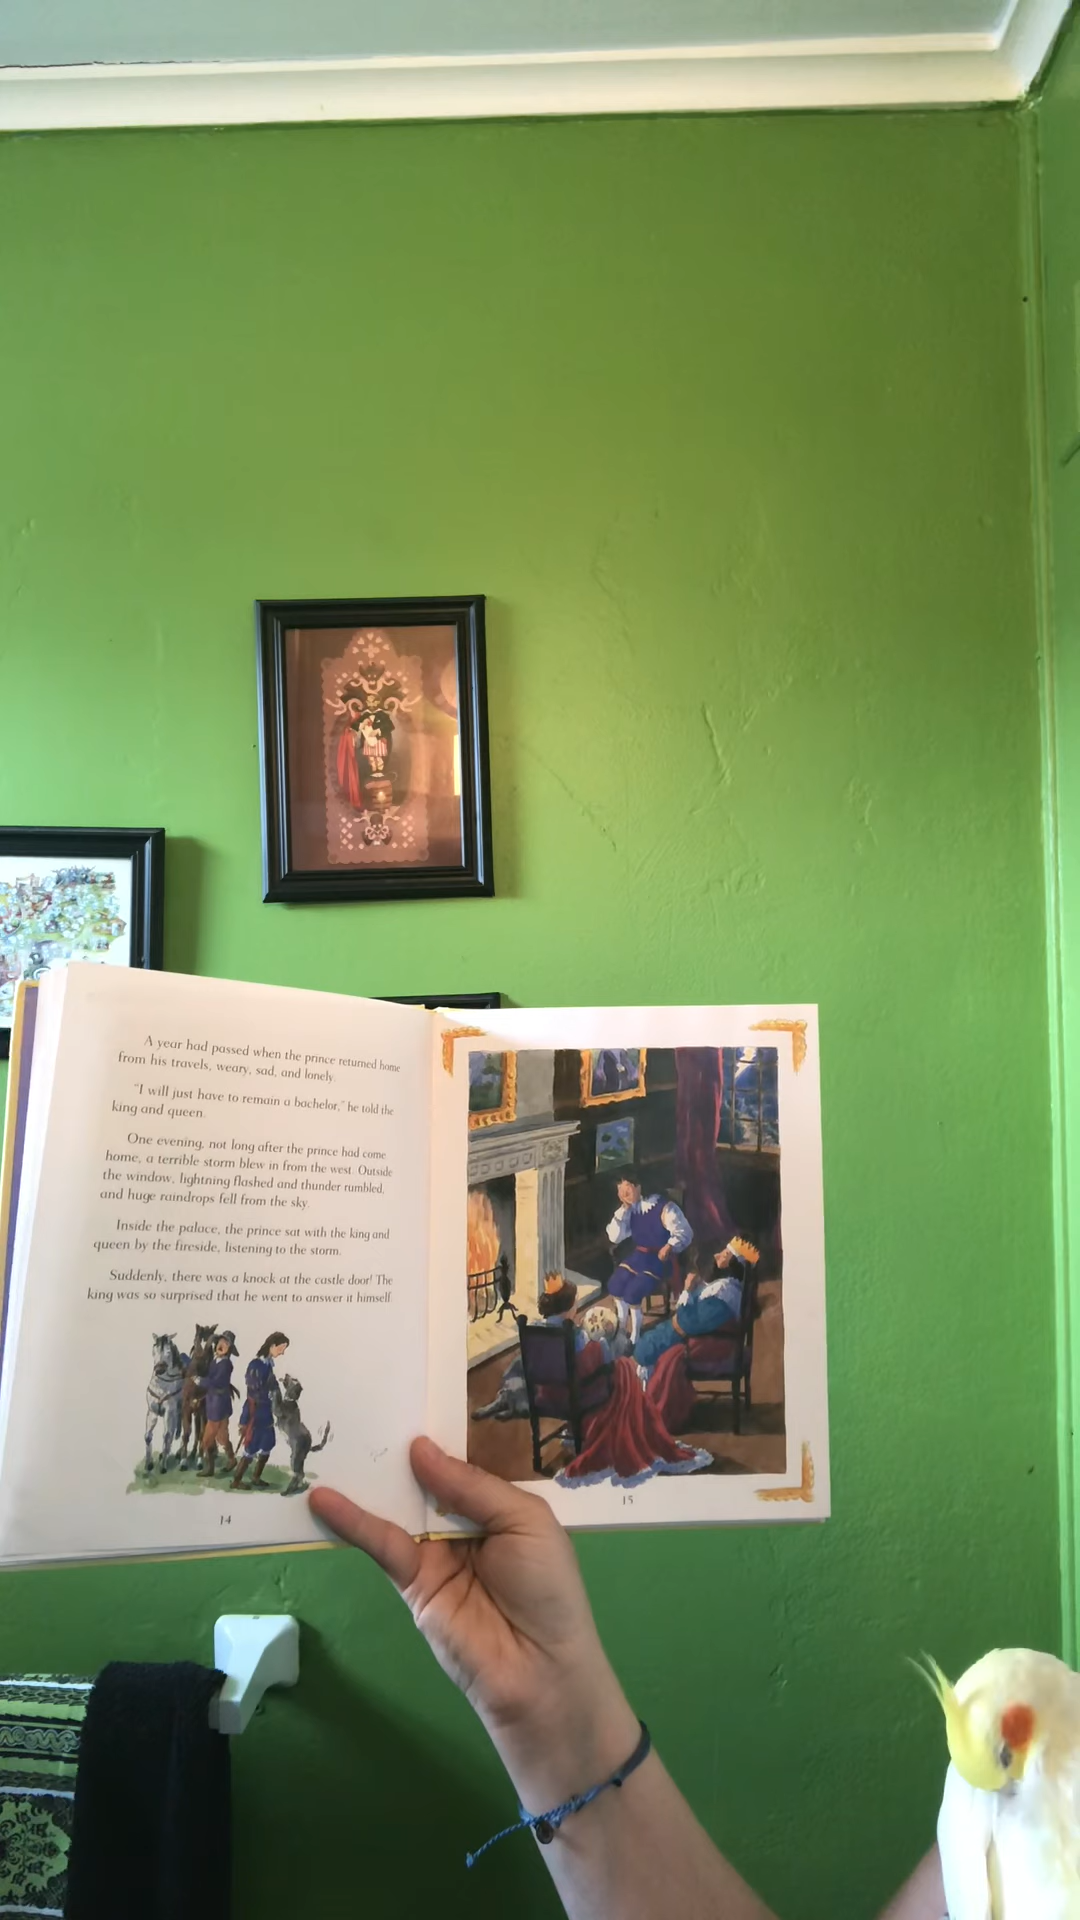 A year had passed when the prince returned home
from his travels, weary, sad, and lonely.
"I will just have to remain a bachelor," he told the
king and queen.
One evening, not long after the prince had come
home, a terrible storm blew in from the west. Outside
the window, lightning flashed and thunder rumbled,
and huge raindrops fell from the sky.
Inside the palace, the prince sat with the king and
queen by the fireside, listening to the storm.
Suddenly, there was a knock at the castle door! The
king was so surprised that he went to answer it himself.
14
15